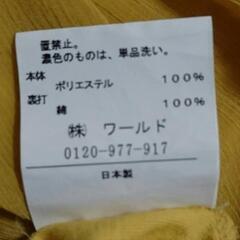 置禁止。
濃色のものは、単品洗い。
本体
ポリエステル 100%
裏打
綿 100%
㈱ ワールド
0120-977-917
日本製